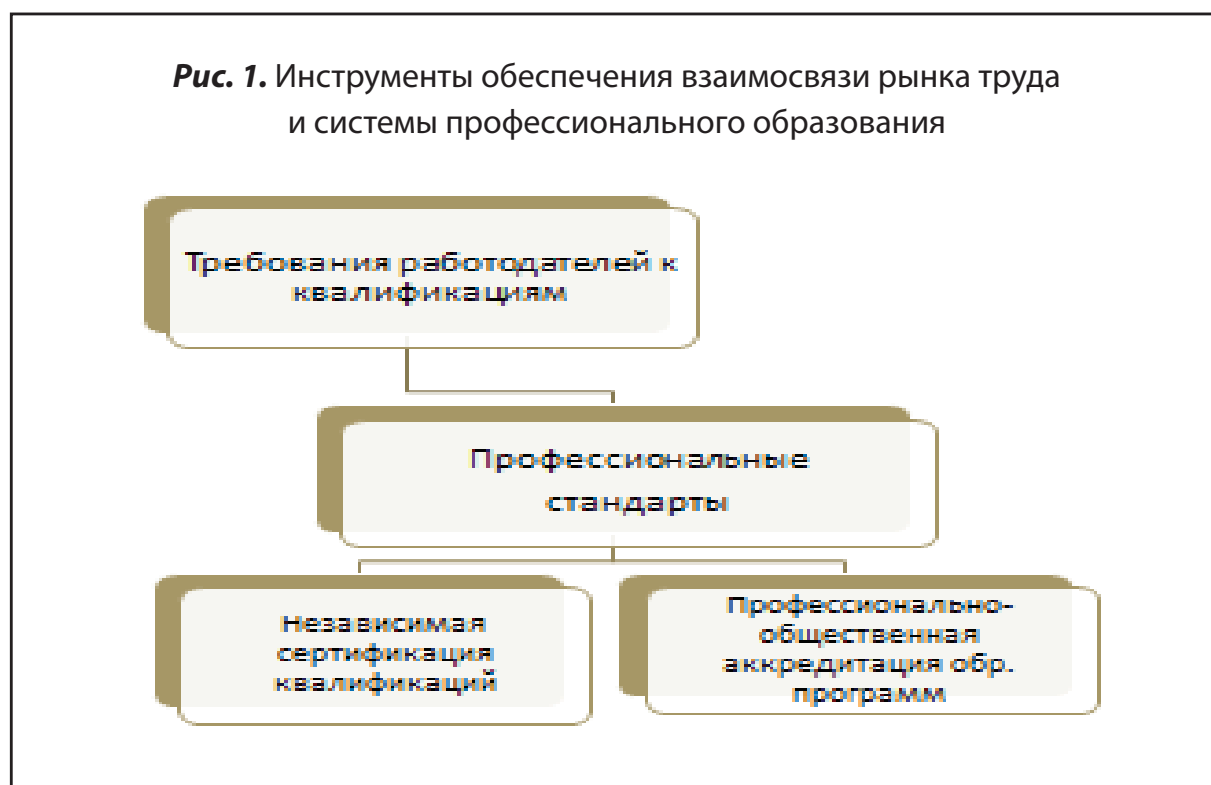 Рис. 1. Инструменты обеспечения взаимосвязи рынка труда
и системы профессионального образования
Требования работодателей к
квалификациям
Профессиональные
стандарты
Независимая
сертификация
квалификаций
Профессионально-
общественная
аккредитация обр.
программ